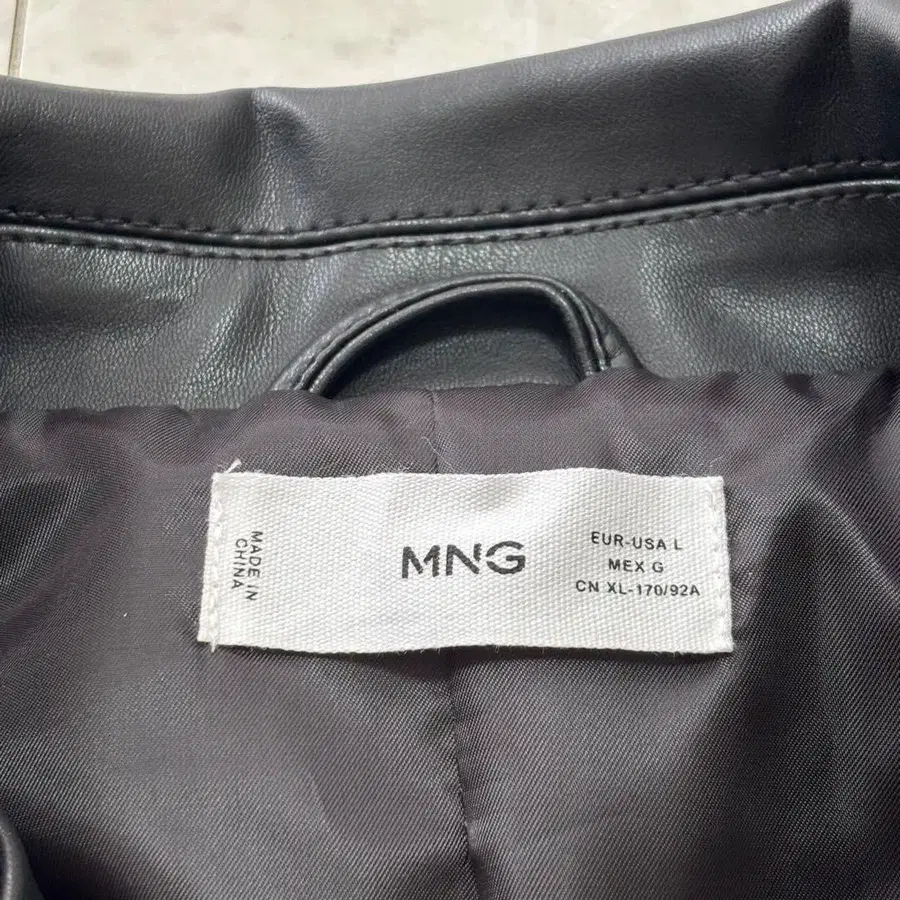 MADE IN
CHINA
MNG
EUR-USA L
MEX G
CN XL-170/92A